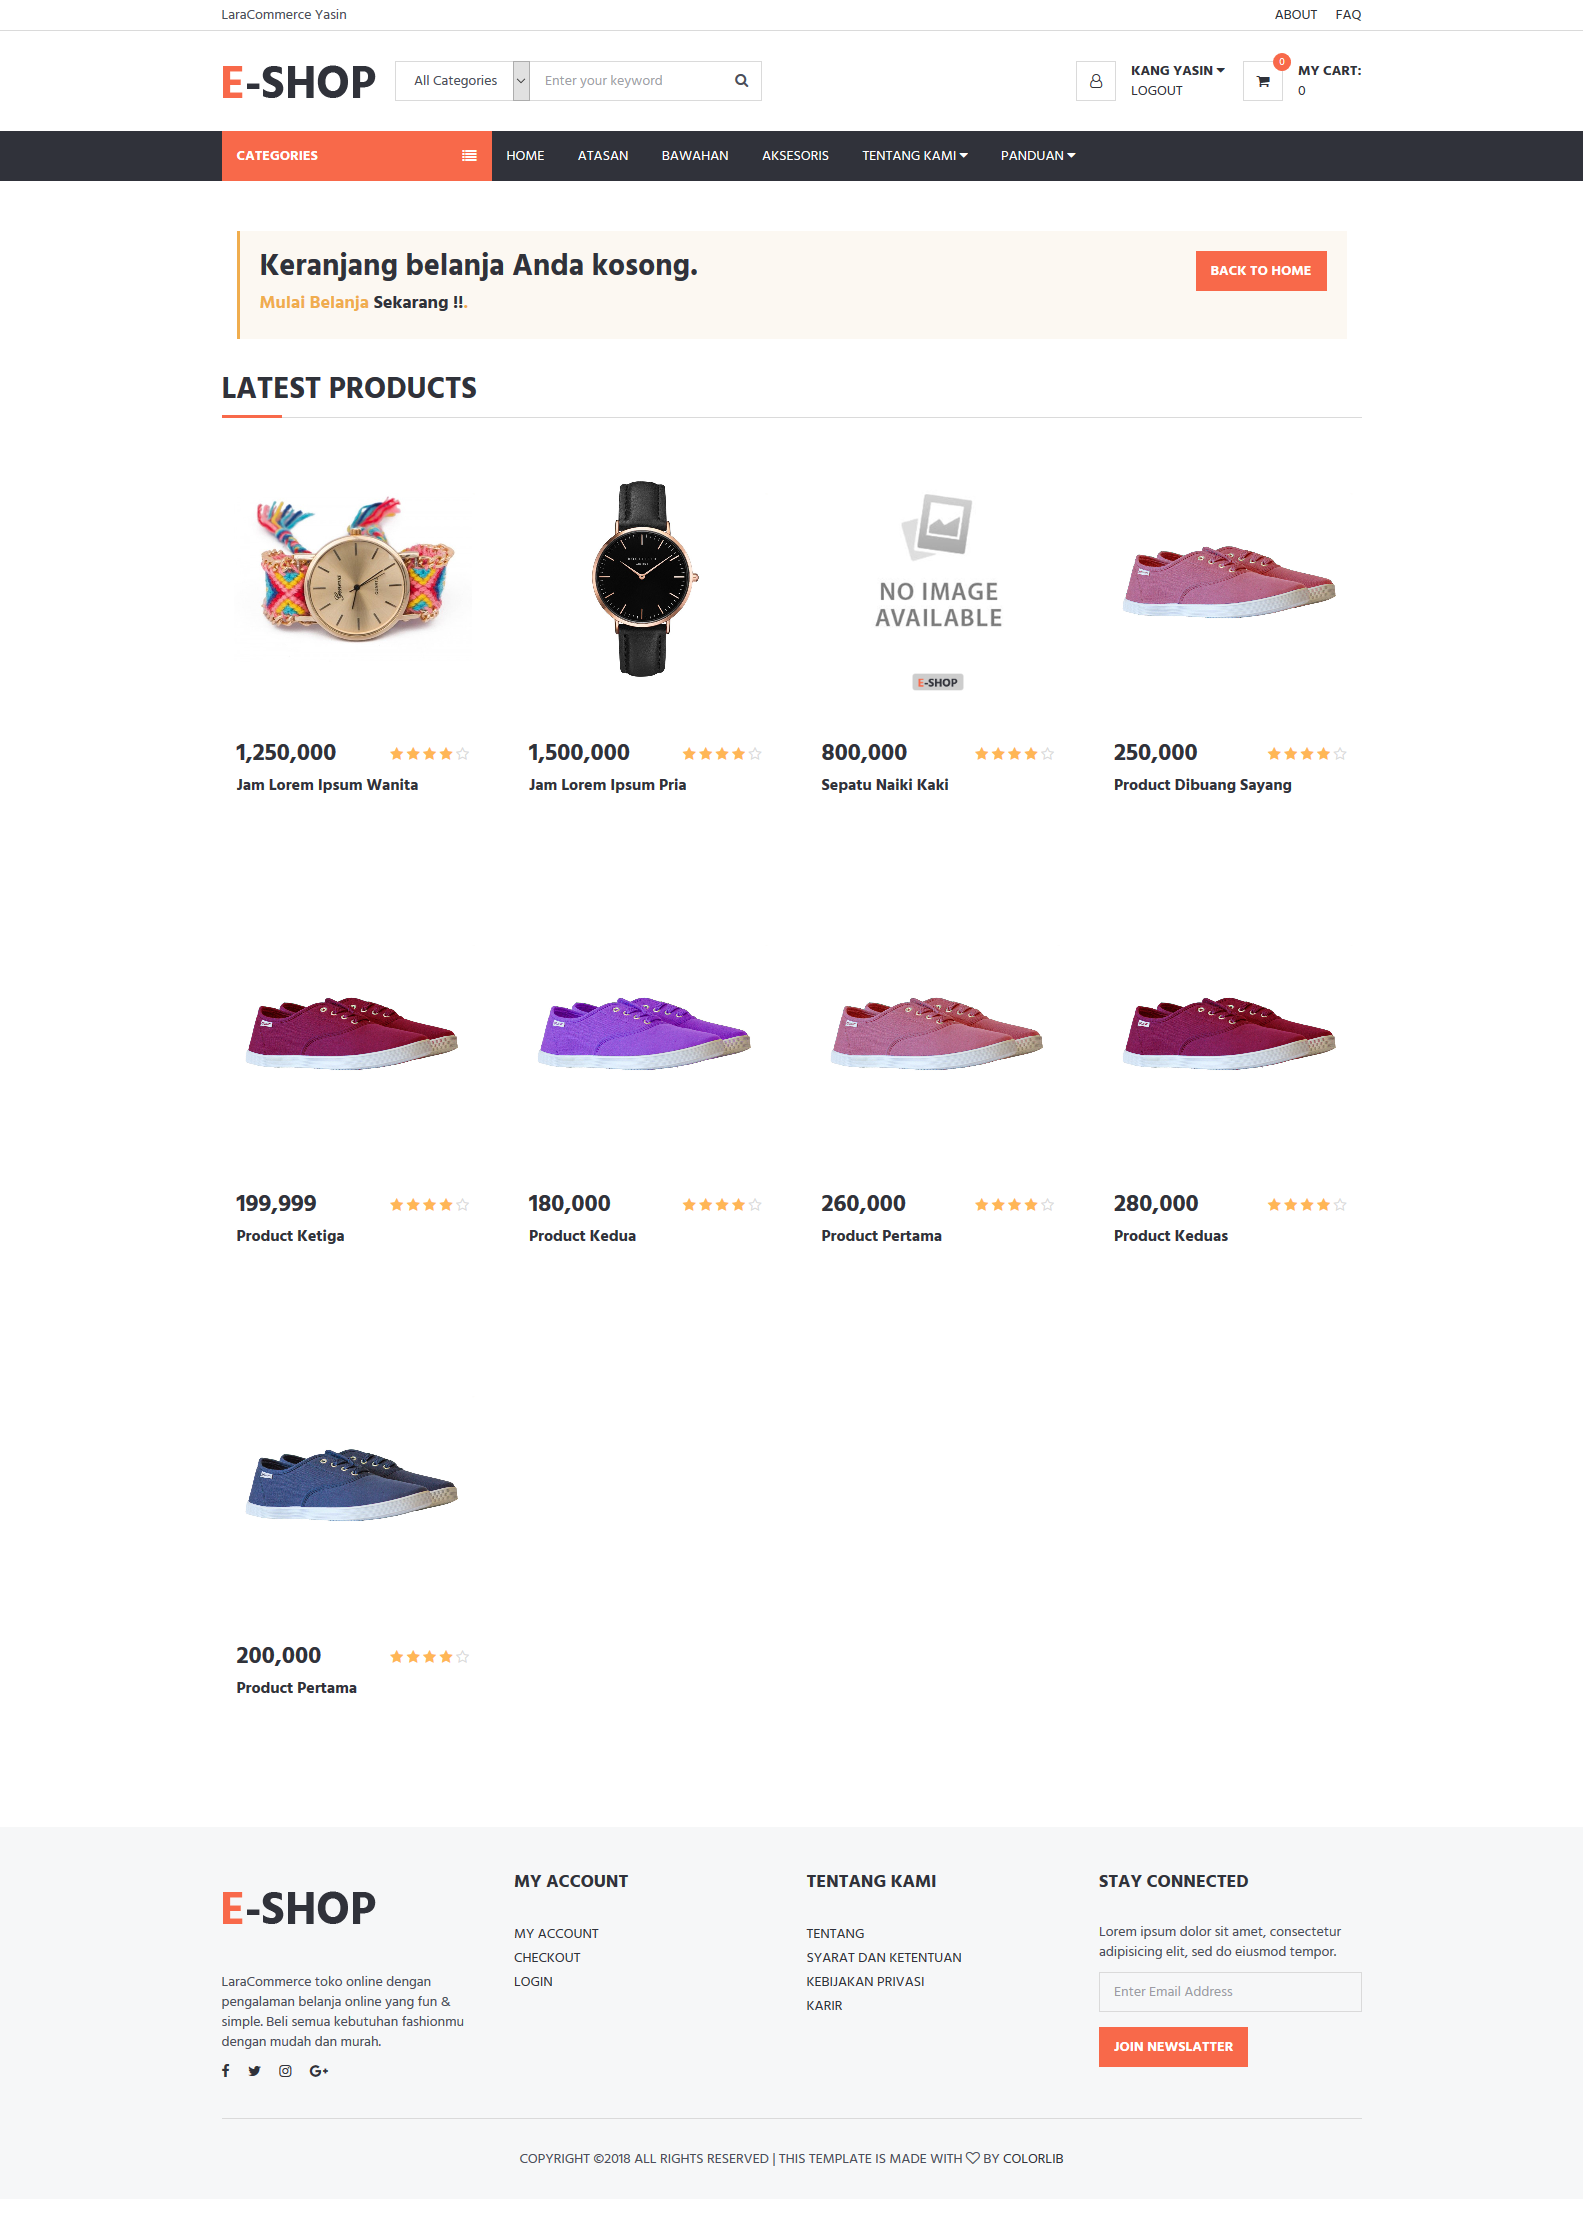 LaraCommerce Yasin
ABOUT FAQ
E-SHOP
All Categories
Enter your keyword
KANG YASIN
LOGOUT
0
MY CART:
0
CATEGORIES
HOME ATASAN BAWAHAN AKSESORIS TENTANG KAMI PANDUAN
Keranjang belanja Anda kosong.
Mulai Belanja Sekarang !!.
BACK TO HOME
LATEST PRODUCTS
Geneva
NO IMAGE
AVAILABLE
E-SHOP
1,250,000
Jam Lorem Ipsum Wanita
1,500,000
Jam Lorem Ipsum Pria
800,000
Sepatu Naiki Kaki
250,000
Product Dibuang Sayang
199,999
Product Ketiga
180,000
Product Kedua
260,000
Product Pertama
280,000
Product Keduas
200,000
Product Pertama
E-SHOP
LaraCommerce toko online dengan
pengalaman belanja online yang fun &
simple. Beli semua kebutuhan fashionmu
dengan mudah dan murah.
MY ACCOUNT
MY ACCOUNT
CHECKOUT
LOGIN
TENTANG KAMI
TENTANG
SYARAT DAN KETENTUAN
KEBIJAKAN PRIVASI
KARIR
STAY CONNECTED
Lorem ipsum dolor sit amet, consectetur
adipisicing elit, sed do eiusmod tempor.
Enter Email Address
JOIN NEWSLATTER
COPYRIGHT ©2018 ALL RIGHTS RESERVED | THIS TEMPLATE IS MADE WITH ♡ BY COLORLIB